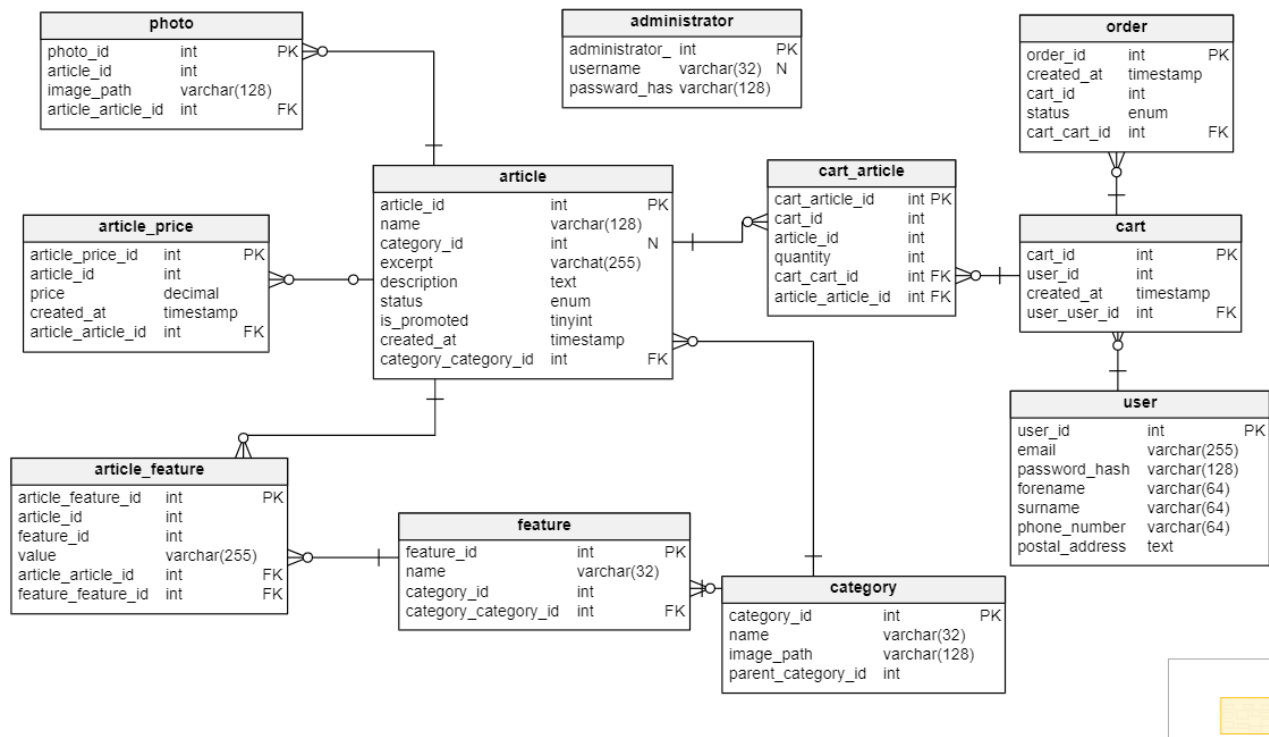 photo
photo_id int PK
article_id int
image_path varchar(128)
article_article_id int FK
administrator
administrator_ int PK
username varchar(32) N
passward_has varchar(128)
order
order_id int PK
created_at timestamp
cart_id int
status enum
cart_cart_id int FK
article
article_id int PK
name varchar(128)
category_id int N
excerpt varchat(255)
description text
status enum
is_promoted tinyint
created_at timestamp
category_category_id int FK
cart_article
cart_article_id int PK
cart_id int
article_id int
quantity int
cart_cart_id int FK
article_article_id int FK
article_price
article_price_id int PK
article_id int
price decimal
created_at timestamp
article_article_id int FK
cart
cart_id int PK
user_id int
created_at timestamp
user_user_id int FK
user
user_id int PK
email varchar(255)
password_hash varchar(128)
forename varchar(64)
surname varchar(64)
phone_number varchar(64)
postal_address text
article_feature
article_feature_id int PK
article_id int
feature_id int
value varchar(255)
article_article_id int FK
feature_feature_id int FK
feature
feature_id int PK
name varchar(32)
category_id int
category_category_id int FK
category
category_id int PK
name varchar(32)
image_path varchar(128)
parent_category_id int